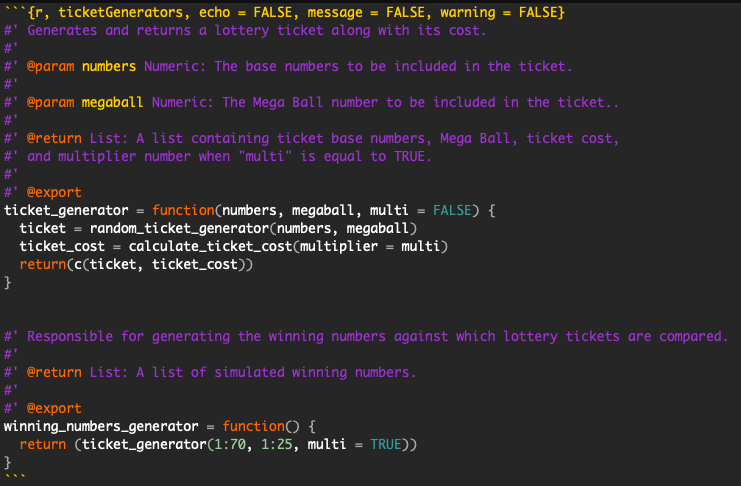 ```{r, ticketGenerators, echo = FALSE, message = FALSE, warning = FALSE}
#' Generates and returns a lottery ticket along with its cost.
#'
#' @param numbers Numeric: The base numbers to be included in the ticket.
#'
#' @param megaball Numeric: The Mega Ball number to be included in the ticket..
#'
#' @return List: A list containing ticket base numbers, Mega Ball, ticket cost,
#' and multiplier number when "multi" is equal to TRUE.
#'
#' @export
ticket_generator = function(numbers, megaball, multi = FALSE) {
  ticket = random_ticket_generator(numbers, megaball)
  ticket_cost = calculate_ticket_cost(multiplier = multi)
  return(c(ticket, ticket_cost))
}


#' Responsible for generating the winning numbers against which lottery tickets are compared.
#'
#' @return List: A list of simulated winning numbers.
#'
#' @export
winning_numbers_generator = function() {
  return (ticket_generator(1:70, 1:25, multi = TRUE))
}
```